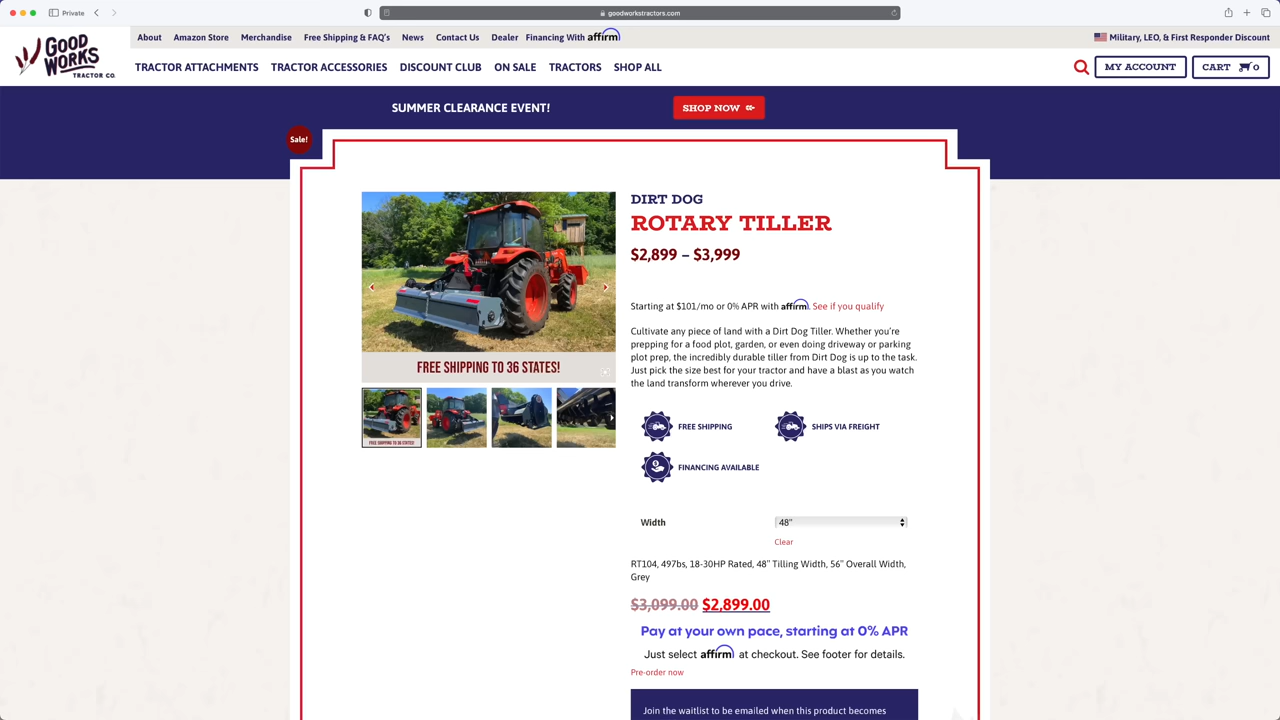 Private
goodworkstractors.com
GOOD
WORKS
TRACTOR CO.
About Amazon Store Merchandise Free Shipping & FAQ's News Contact Us Dealer Financing With affirm
Military, LEO, & First Responder Discount
TRACTOR ATTACHMENTS TRACTOR ACCESSORIES DISCOUNT CLUB ON SALE TRACTORS SHOP ALL
MY ACCOUNT
CART 0
SUMMER CLEARANCE EVENT!
SHOP NOW
Sale!
FREE SHIPPING TO 36 STATES!
FREE SHIPPING TO 36 STATES!
DIRT DOG
ROTARY TILLER
$2,899 – $3,999
Starting at $101/mo or 0% APR with affirm. See if you qualify
Cultivate any piece of land with a Dirt Dog Tiller. Whether you're
prepping for a food plot, garden, or even doing driveway or parking
plot prep, the incredibly durable tiller from Dirt Dog is up to the task.
Just pick the size best for your tractor and have a blast as you watch
the land transform wherever you drive.
FREE SHIPPING
SHIPS VIA FREIGHT
FINANCING AVAILABLE
Width
48"
Clear
RT104, 497bs, 18-30HP Rated, 48" Tilling Width, 56" Overall Width,
Grey
$3,099.00 $2,899.00
Pay at your own pace, starting at 0% APR
Just select affirm at checkout. See footer for details.
Pre-order now
Join the waitlist to be emailed when this product becomes